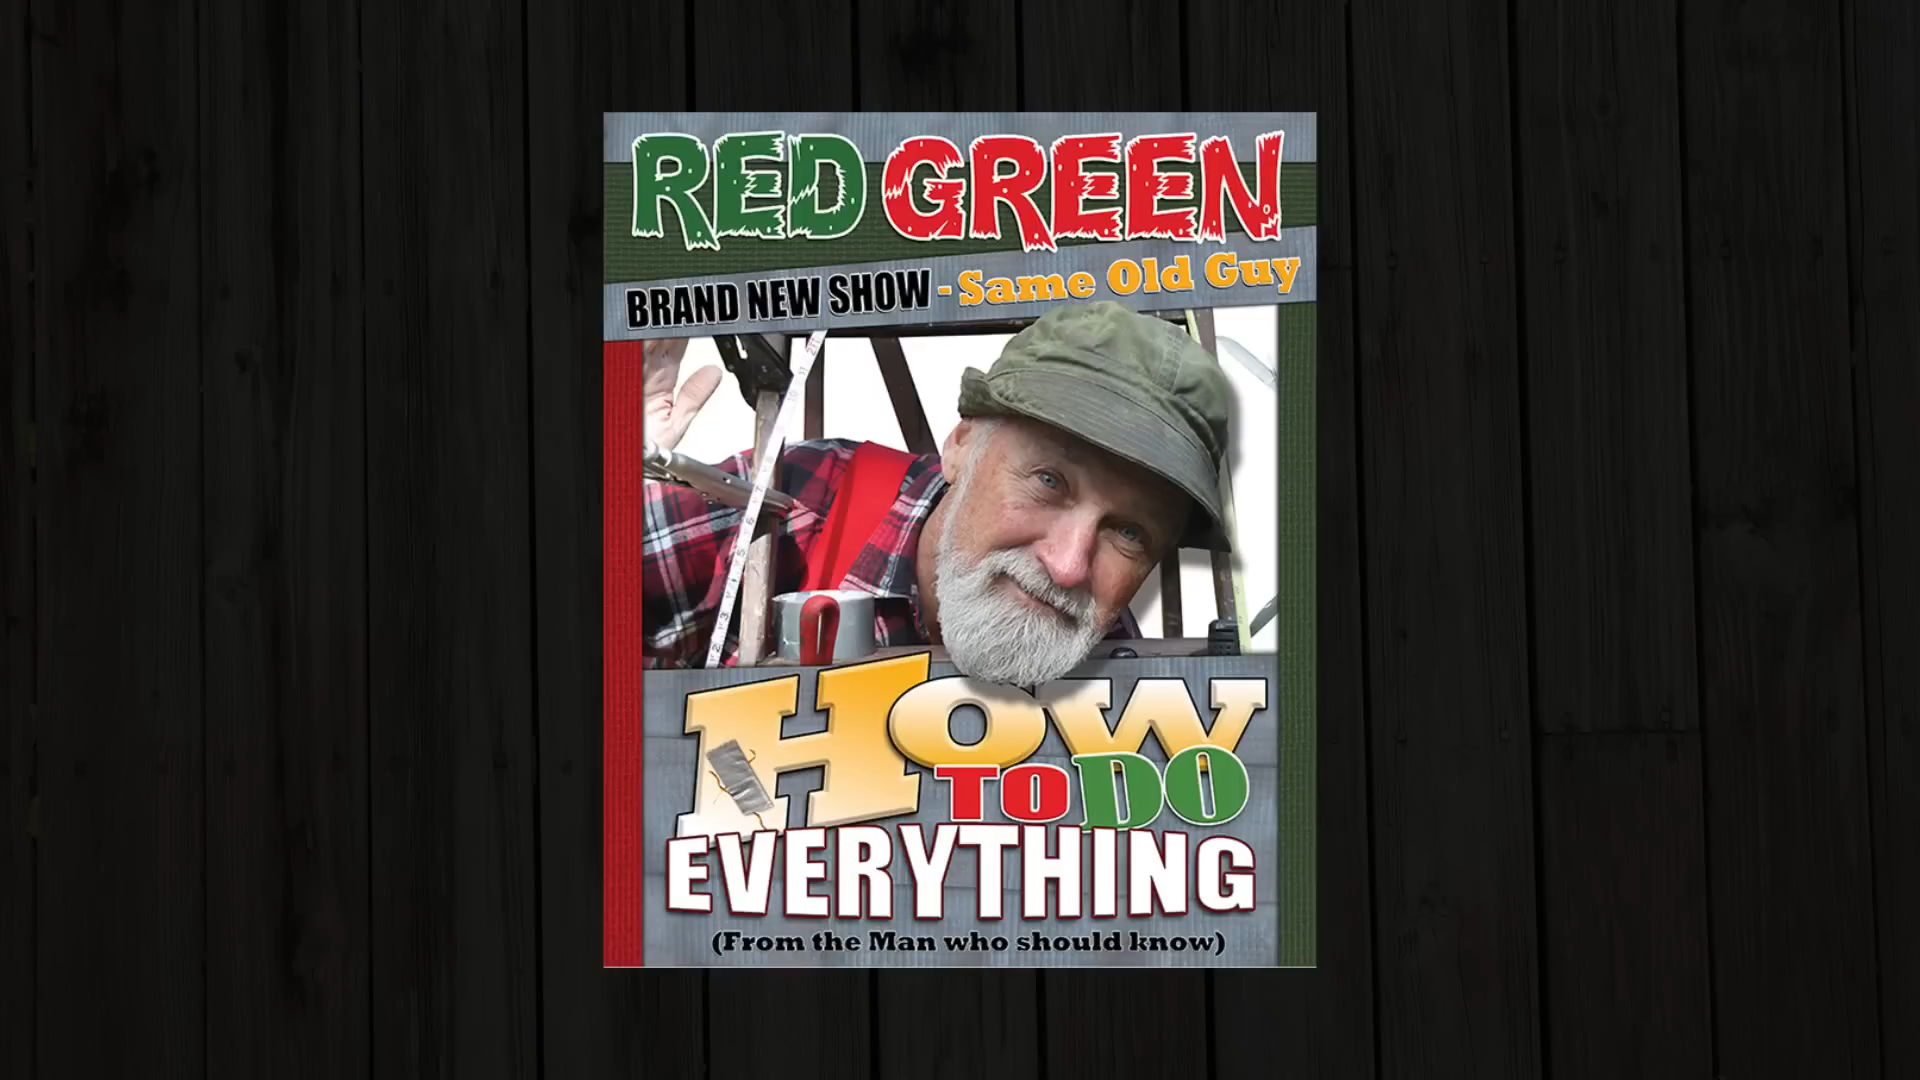 RED GREEN
BRAND NEW SHOW - Same Old Guy
How
TO DO
EVERYTHING
(From the Man who should know)